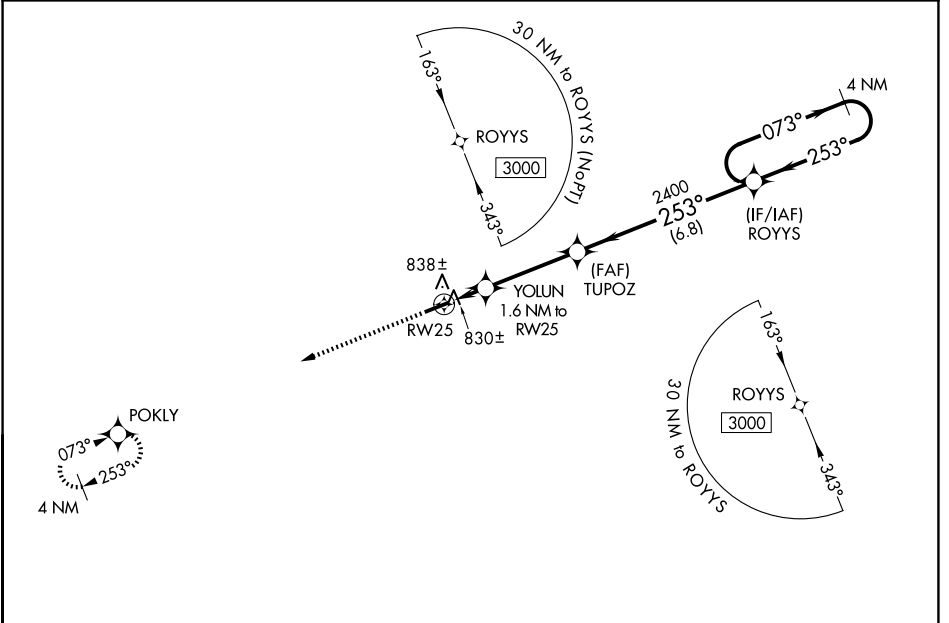 30 NM to ROYYS (NoPT)
163°
ROYYS
3000
343°
4 NM
073°
253°
2400
253°
(6.8)
(IF/IAF)
ROYYS
(FAF)
TUPOZ
838±
YOLUN
1.6 NM to
RW25
RW25
830±
163°
ROYYS
3000
30 NM to ROYYS
343°
POKLY
073°
253°
4 NM